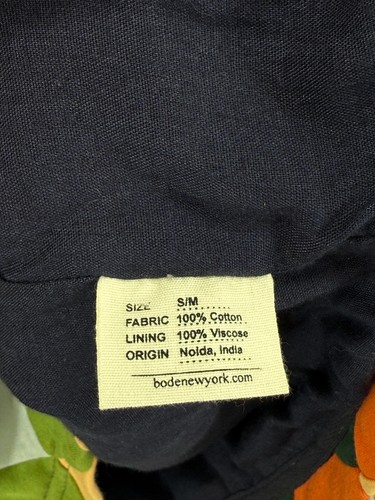 SIZE S/M
FABRIC 100% Cotton
LINING 100% Viscose
ORIGIN Noida, India
bodenewyork.com